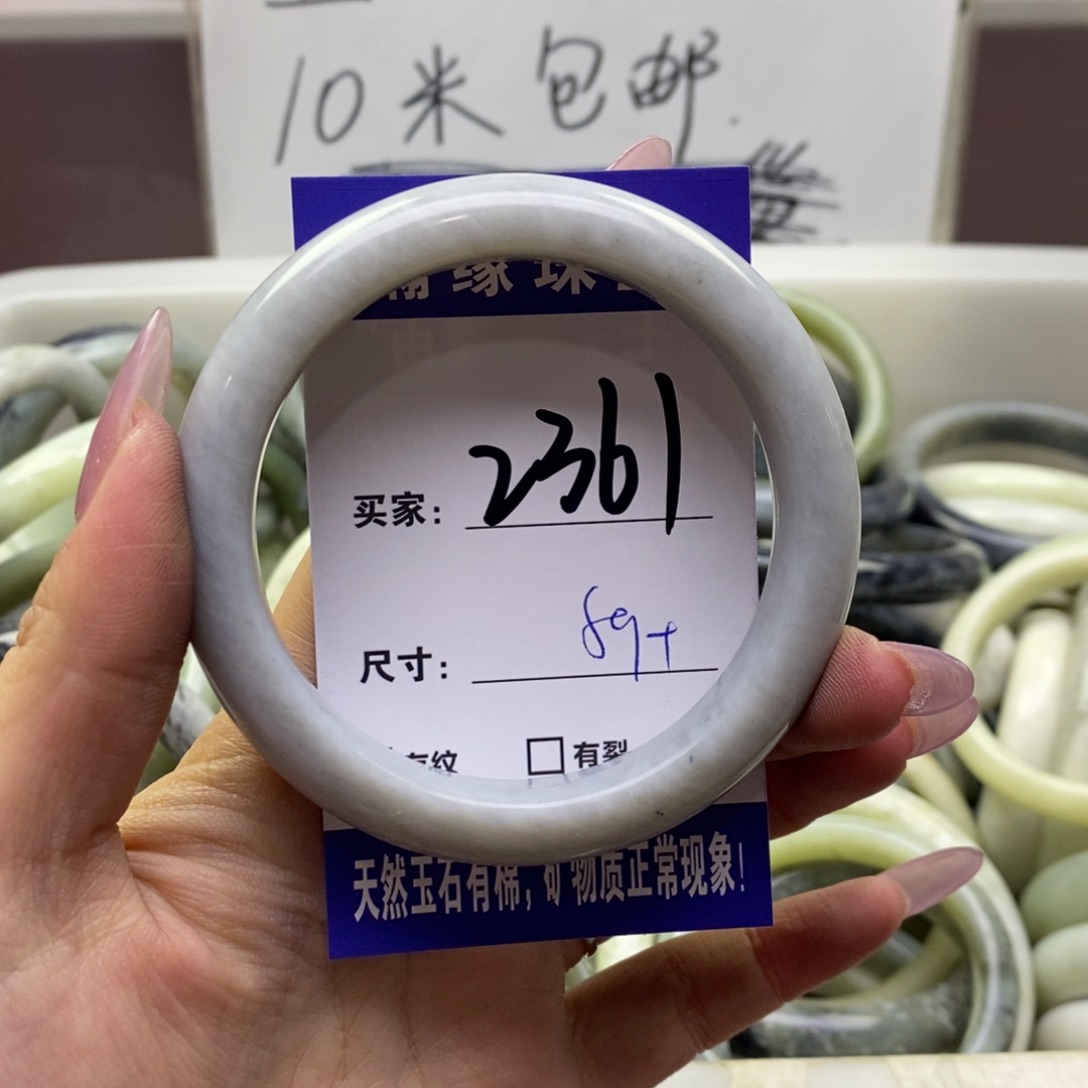 10米包邮.
缘珠
买家: 2361
尺寸: 59+
有纹 □有裂
天然玉石有棉,矿物质正常现象!